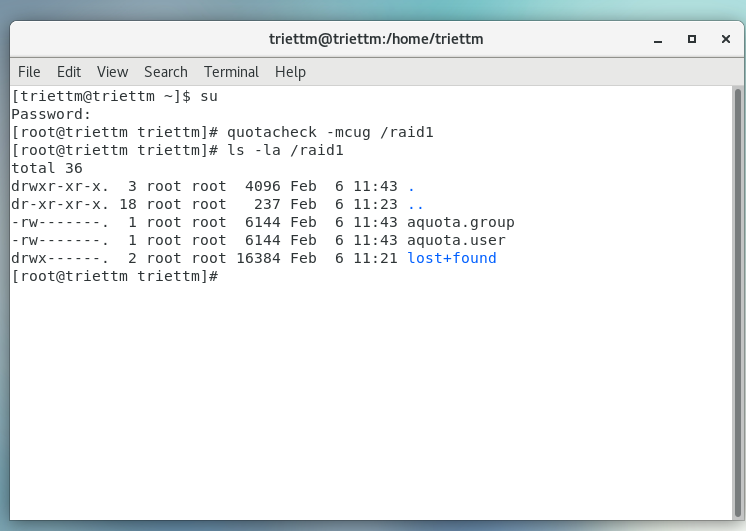 triettm@triettm:/home/triettm
File Edit View Search Terminal Help
[triettm@triettm ~]$ su
Password:
[root@triettm triettm]# quotacheck -mcug /raid1
[root@triettm triettm]# ls -la /raid1
total 36
drwxr-xr-x.  3 root root  4096 Feb  6 11:43 .
dr-xr-xr-x. 18 root root   237 Feb  6 11:23 ..
-rw-------.  1 root root  6144 Feb  6 11:43 aquota.group
-rw-------.  1 root root  6144 Feb  6 11:43 aquota.user
drwx------.  2 root root 16384 Feb  6 11:21 lost+found
[root@triettm triettm]#